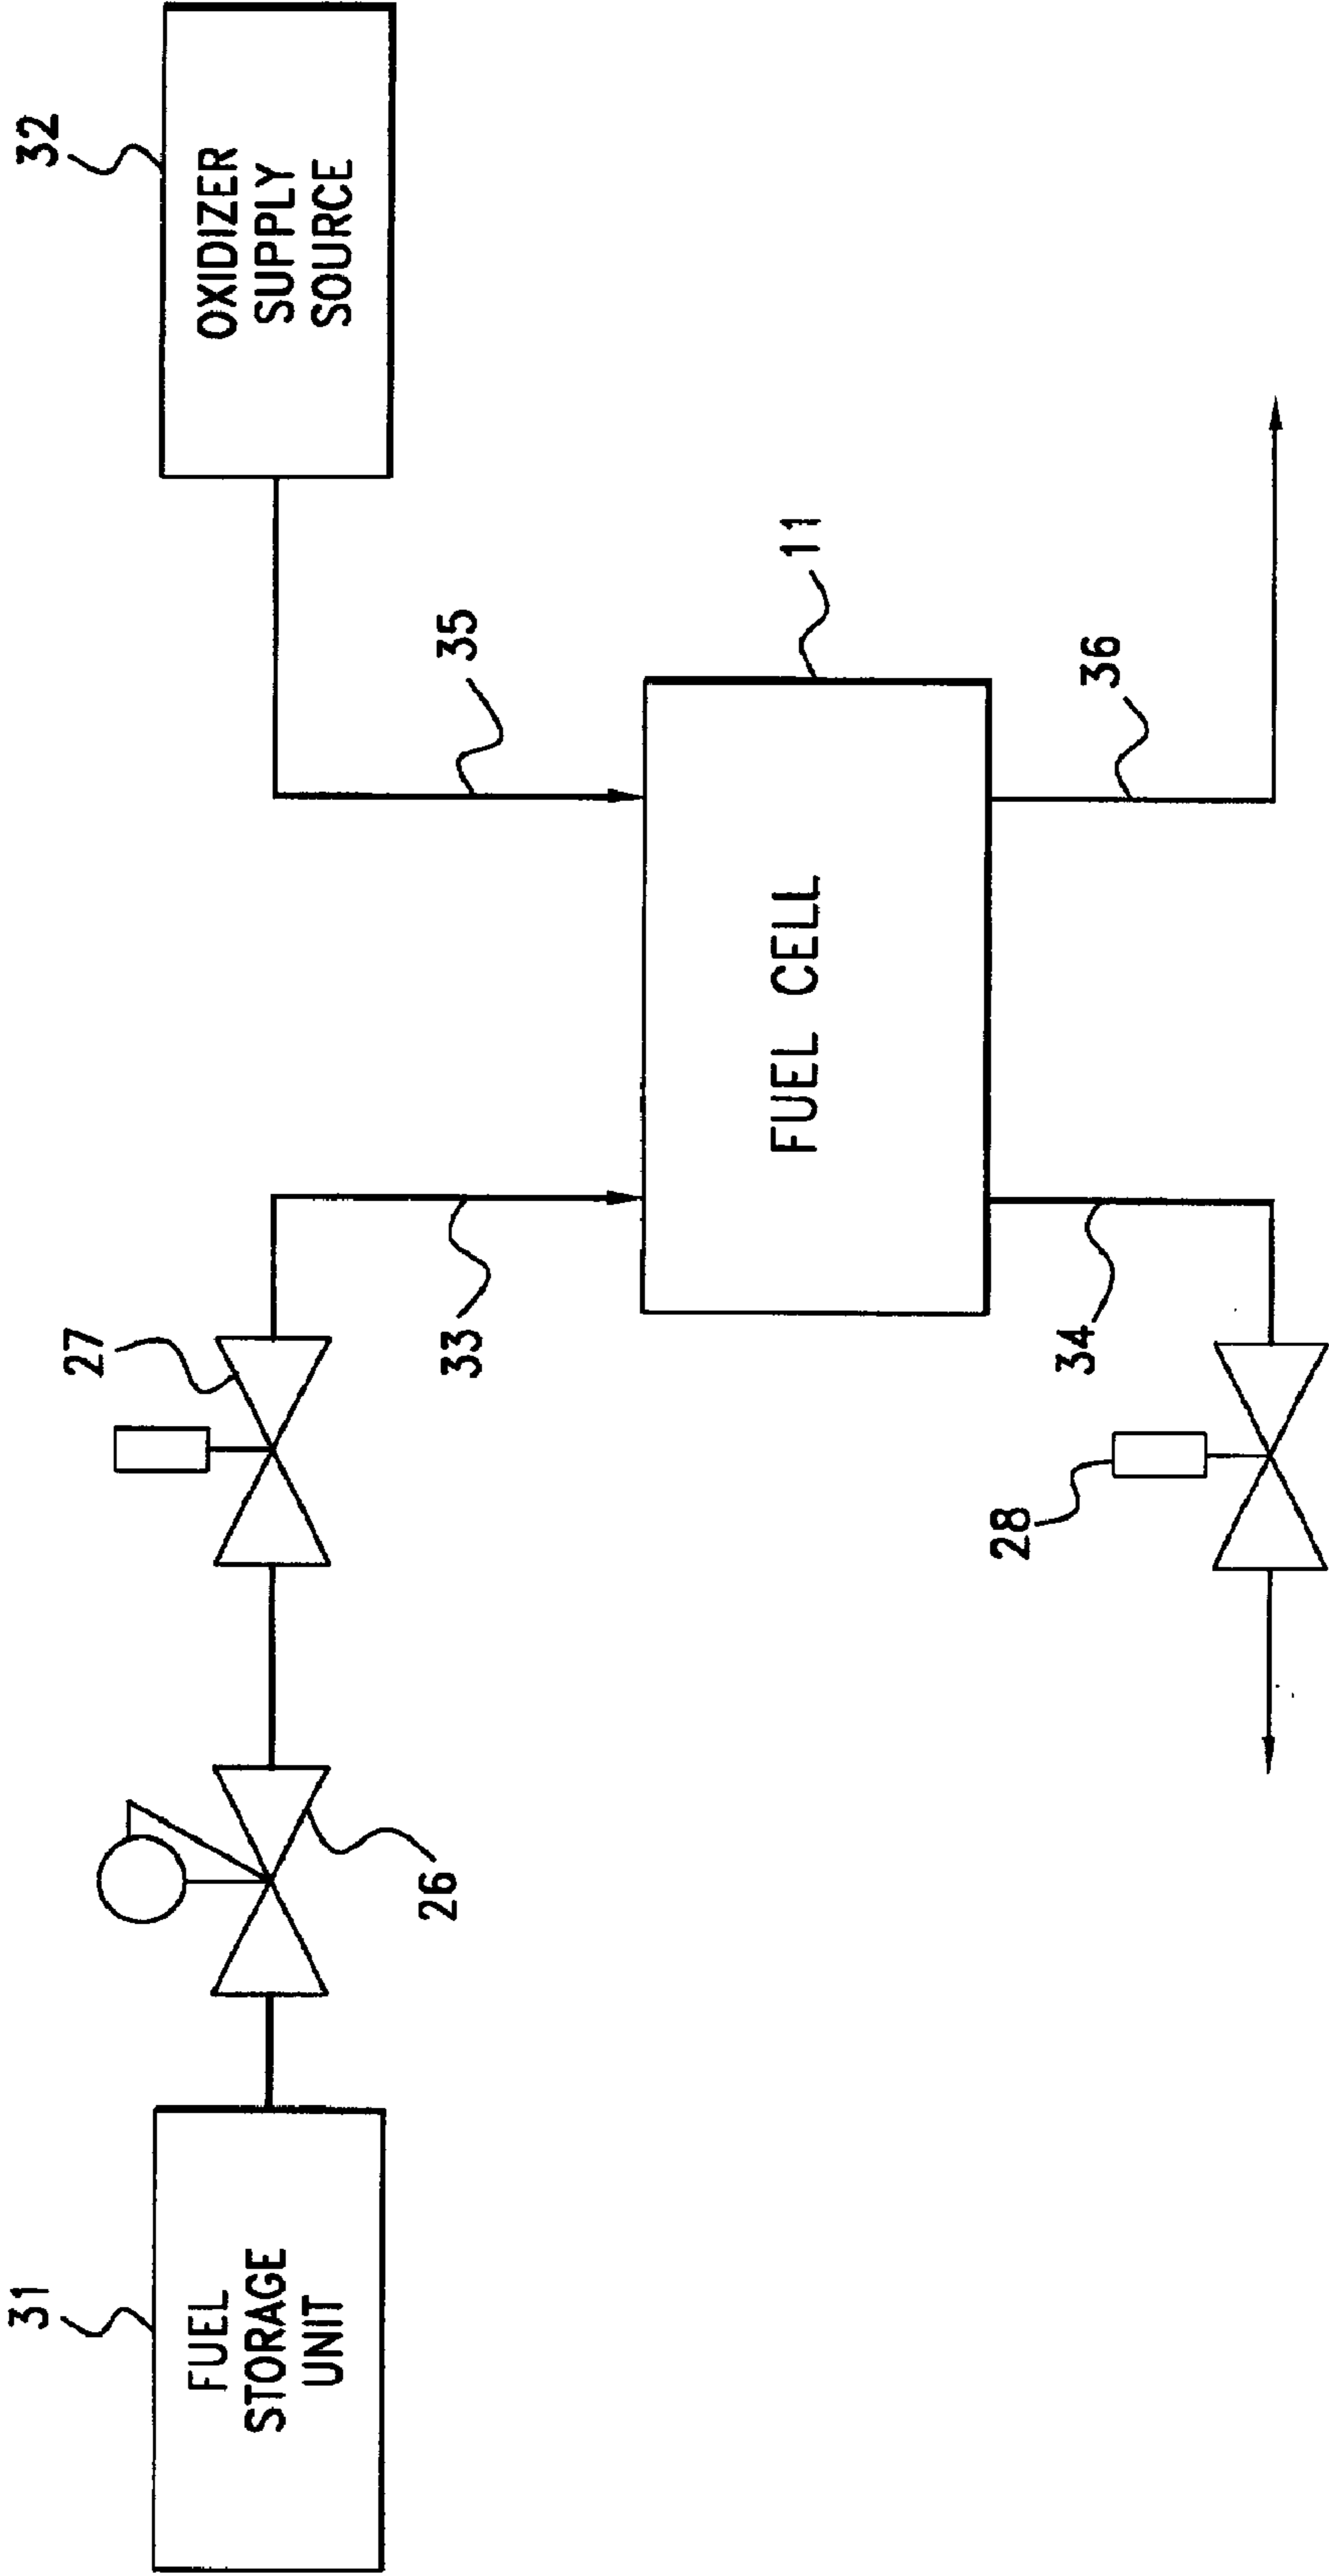 31
FUEL
STORAGE
UNIT
26
27
33
32
OXIDIZER
SUPPLY
SOURCE
35
FUEL CELL
11
28
34
36